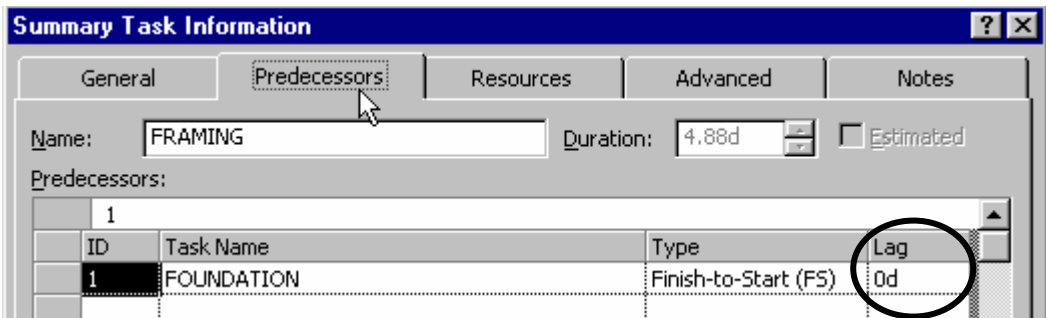 Summary Task Information ? X
General Predecessors Resources Advanced Notes
Name: FRAMING Duration: 4.88d Estimated
Predecessors:
1
ID Task Name Type Lag
1 FOUNDATION Finish-to-Start (FS) 0d